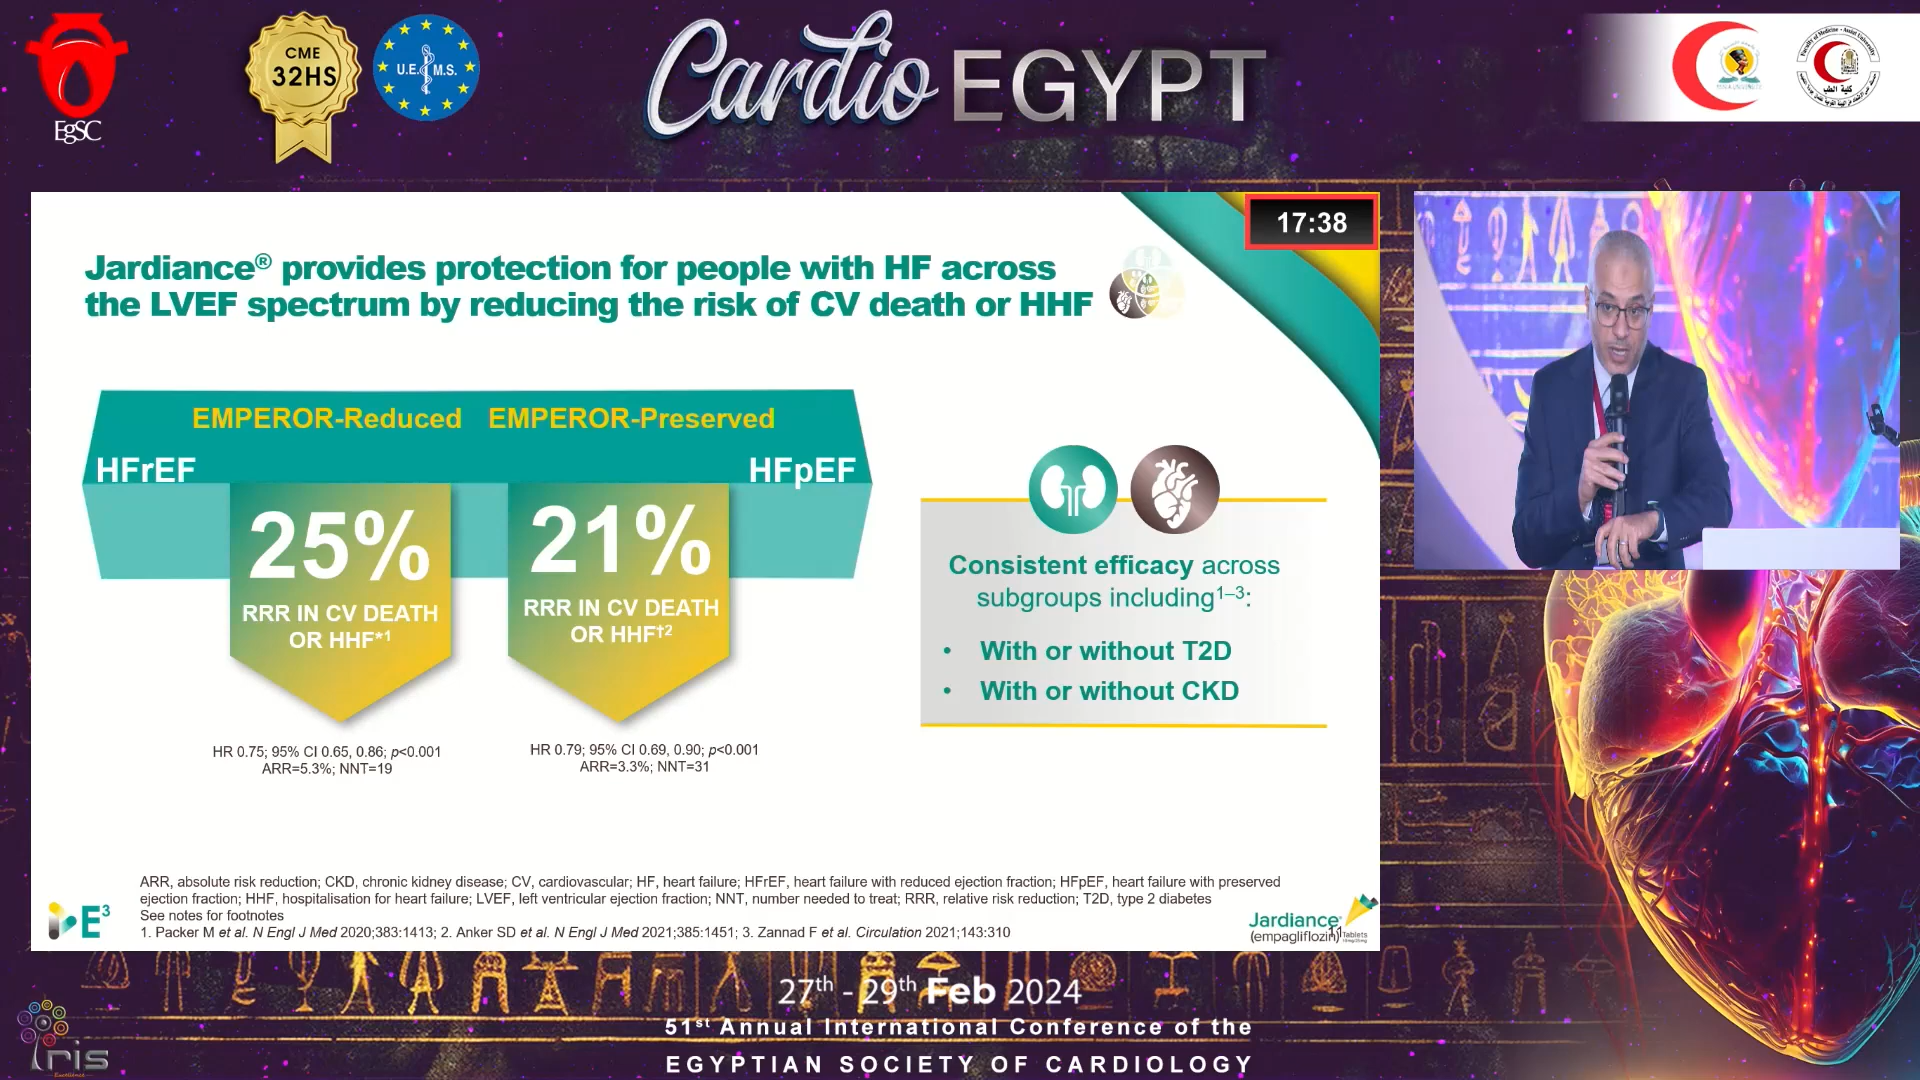 EgSC
CME
32HS
U.E.M.S.
Cardio EGYPT
كلية الطب
17:38
Jardiance® provides protection for people with HF across
the LVEF spectrum by reducing the risk of CV death or HHF
EMPEROR-Reduced EMPEROR-Preserved
HFrEF
HFpEF
25%
RRR IN CV DEATH
OR HHF*1
21%
RRR IN CV DEATH
OR HHF†2
HR 0.75; 95% CI 0.65, 0.86; p<0.001
ARR=5.3%; NNT=19
HR 0.79; 95% CI 0.69, 0.90; p<0.001
ARR=3.3%; NNT=31
Consistent efficacy across
subgroups including1–3:
• With or without T2D
• With or without CKD
ARR, absolute risk reduction; CKD, chronic kidney disease; CV, cardiovascular; HF, heart failure; HFrEF, heart failure with reduced ejection fraction; HFpEF, heart failure with preserved
ejection fraction; HHF, hospitalisation for heart failure; LVEF, left ventricular ejection fraction; NNT, number needed to treat; RRR, relative risk reduction; T2D, type 2 diabetes
See notes for footnotes
1. Packer M et al. N Engl J Med 2020;383:1413; 2. Anker SD et al. N Engl J Med 2021;385:1451; 3. Zannad F et al. Circulation 2021;143:310
E3
Jardiance®
(empagliflozin)
Tablets
11
27th - 29th Feb 2024
51st Annual International Conference of the
EGYPTIAN SOCIETY OF CARDIOLOGY
Iris